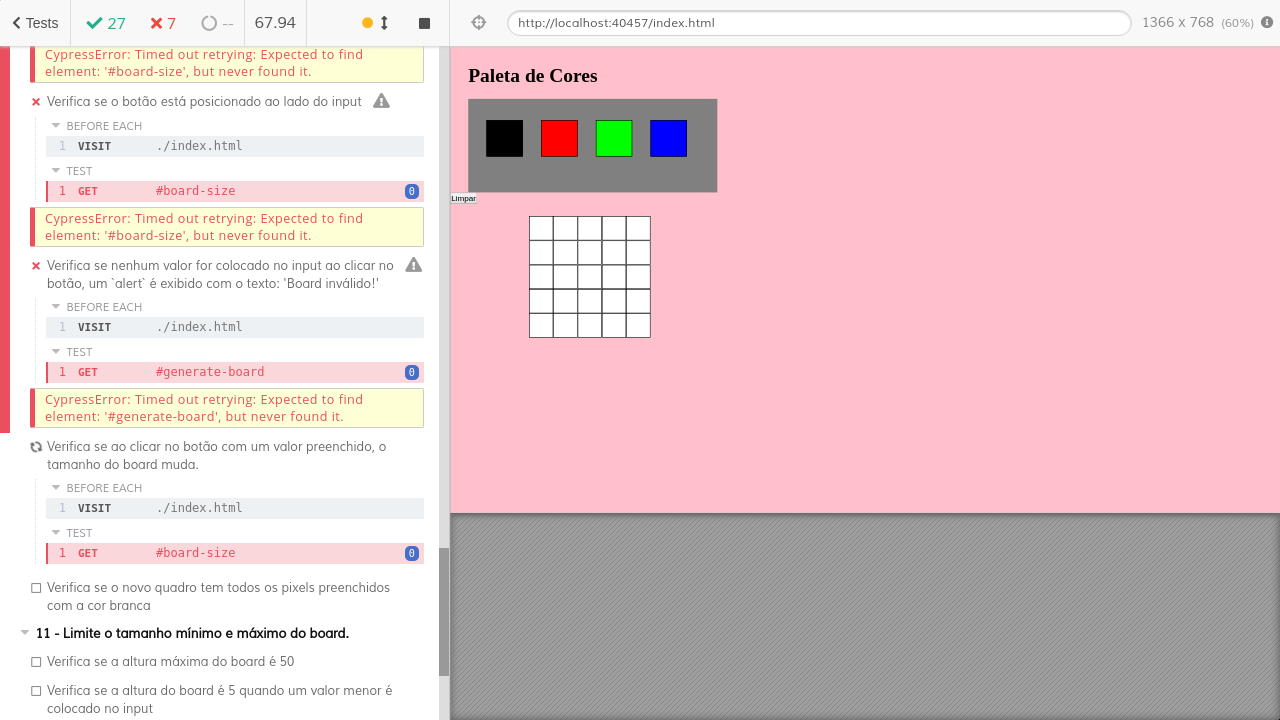 Tests 27 7 -- 67.94
http://localhost:40457/index.html 1366 x 768 (60%)
CypressError: Timed out retrying: Expected to find
element: '#board-size', but never found it.
Verifica se o botão está posicionado ao lado do input
BEFORE EACH
1 VISIT ./index.html
TEST
1 GET #board-size 0
CypressError: Timed out retrying: Expected to find
element: '#board-size', but never found it.
Verifica se nenhum valor for colocado no input ao clicar no
botão, um `alert` é exibido com o texto: 'Board inválido!'
BEFORE EACH
1 VISIT ./index.html
TEST
1 GET #generate-board 0
CypressError: Timed out retrying: Expected to find
element: '#generate-board', but never found it.
Verifica se ao clicar no botão com um valor preenchido, o
tamanho do board muda.
BEFORE EACH
1 VISIT ./index.html
TEST
1 GET #board-size 0
Verifica se o novo quadro tem todos os pixels preenchidos
com a cor branca
11 - Limite o tamanho mínimo e máximo do board.
Verifica se a altura máxima do board é 50
Verifica se a altura do board é 5 quando um valor menor é
colocado no input
Paleta de Cores
Limpar